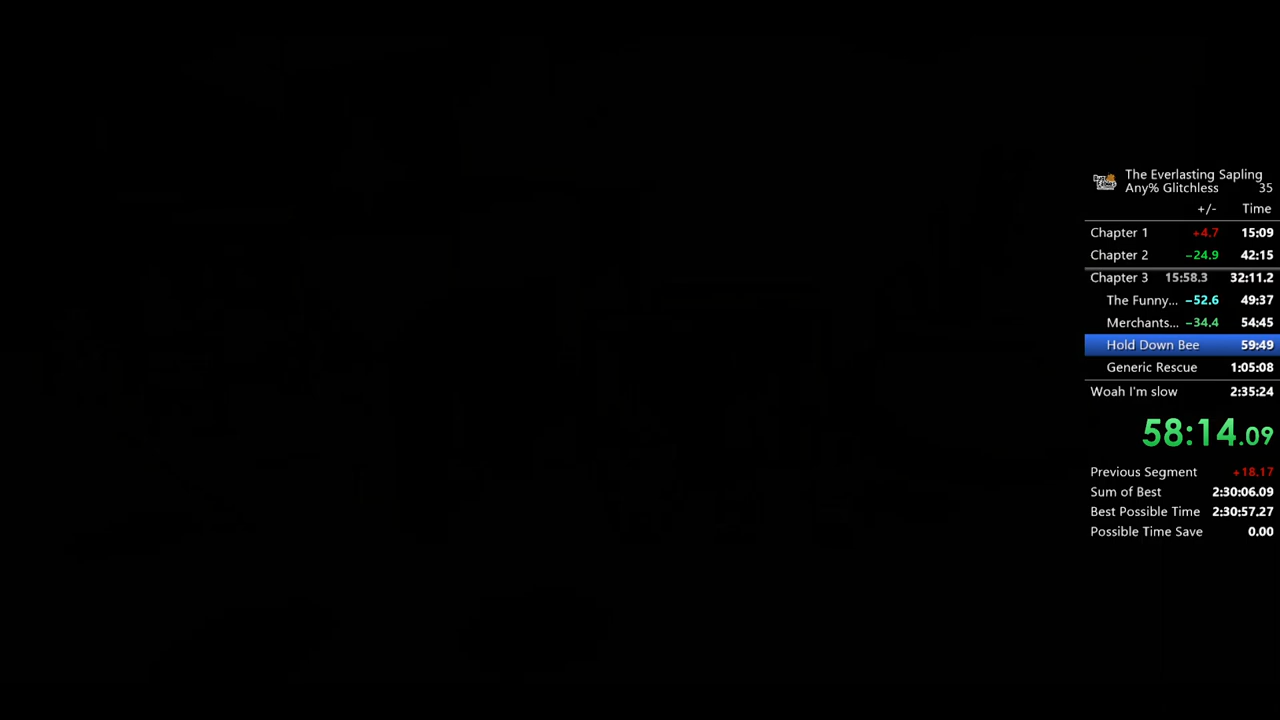 The Everlasting Sapling
Any% Glitchless 35
+/- Time
Chapter 1 +4.7 15:09
Chapter 2 −24.9 42:15
Chapter 3 15:58.3 32:11.2
The Funny... −52.6 49:37
Merchants... −34.4 54:45
Hold Down Bee 59:49
Generic Rescue 1:05:08
Woah I'm slow 2:35:24
58:14.09
Previous Segment +18.17
Sum of Best 2:30:06.09
Best Possible Time 2:30:57.27
Possible Time Save 0.00